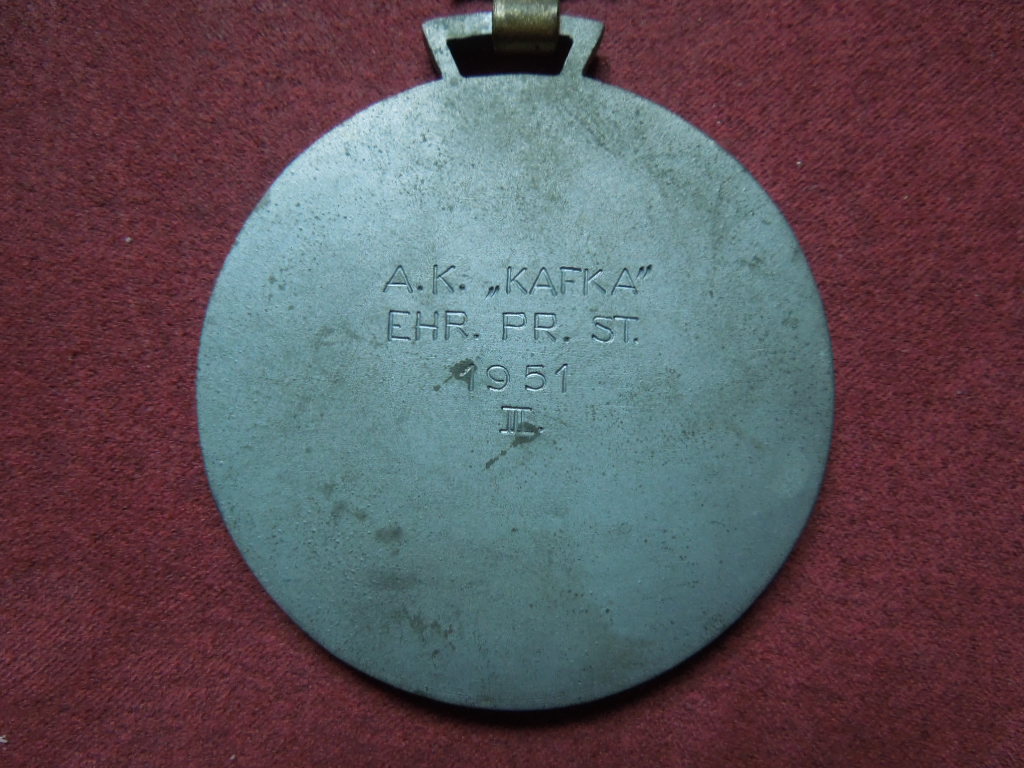 A.K. „KAFKA”
EHR. PR. ST.
1951
III.